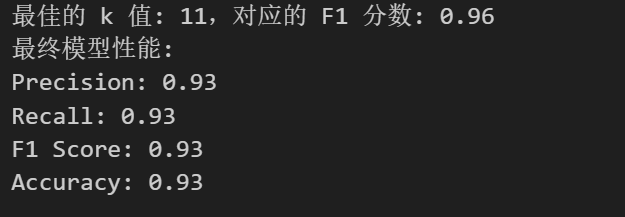 最佳的 k 值: 11，对应的 F1 分数: 0.96
最终模型性能:
Precision: 0.93
Recall: 0.93
F1 Score: 0.93
Accuracy: 0.93